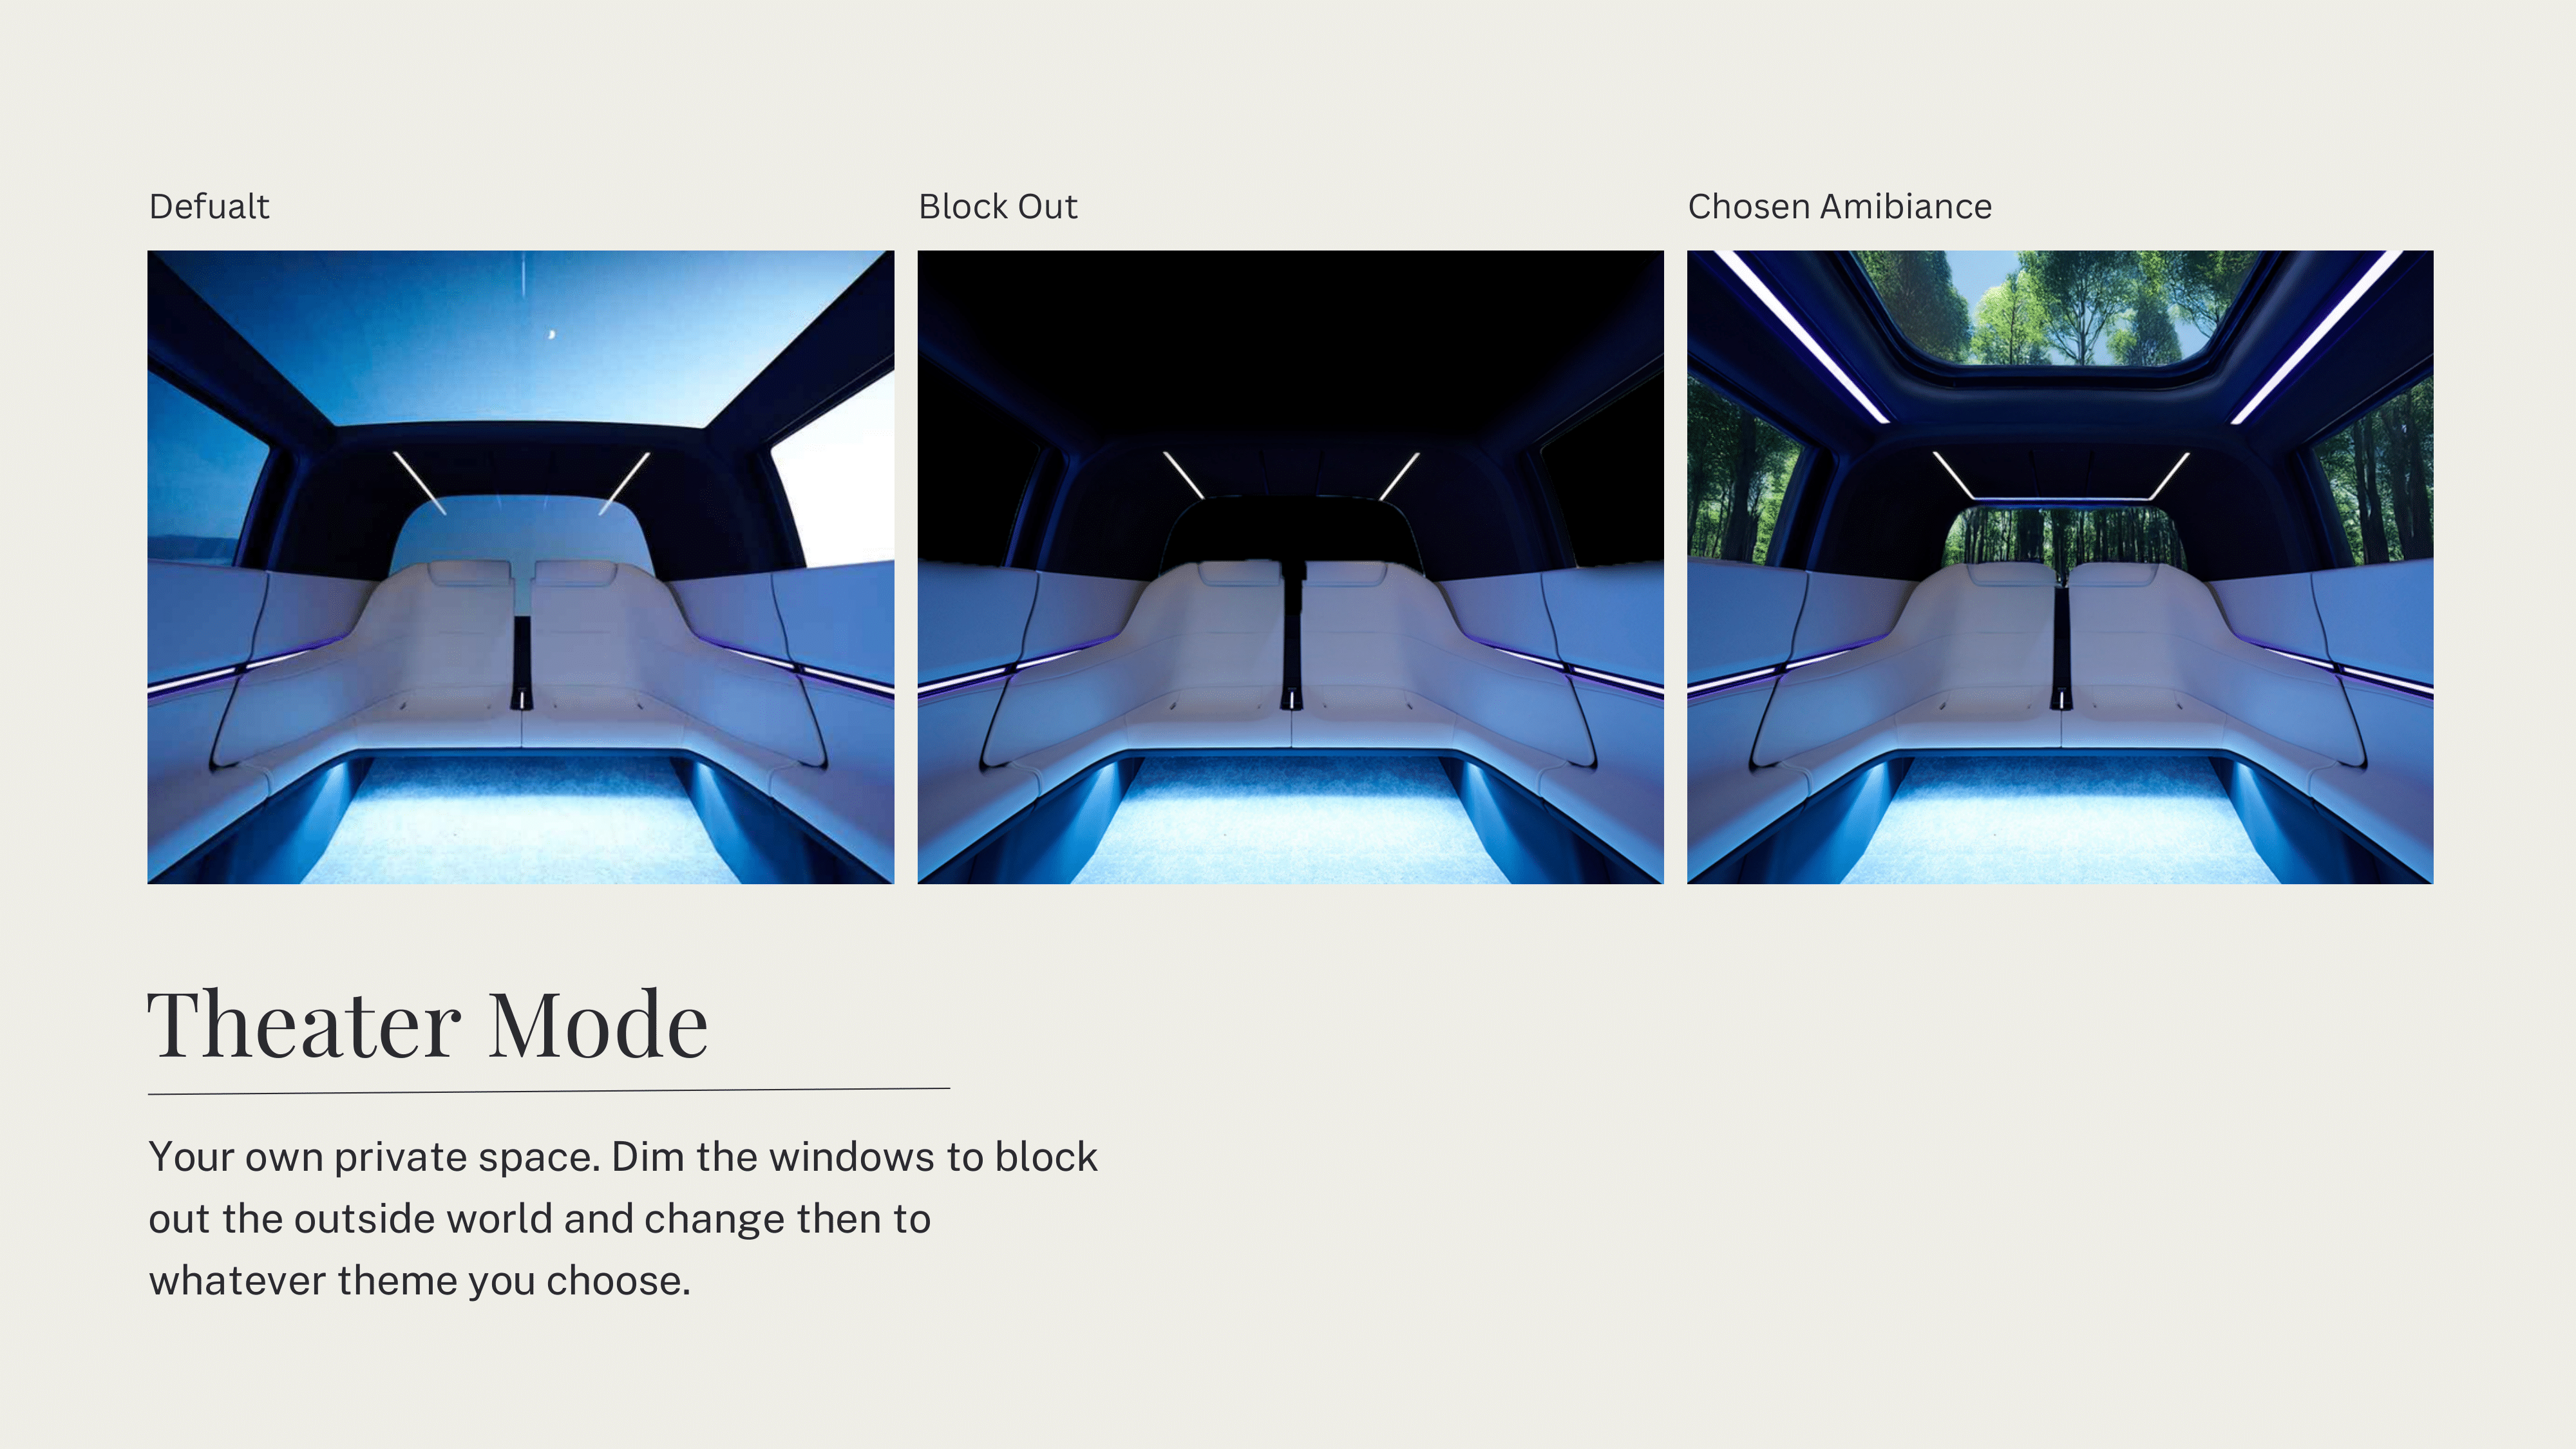 Defualt
Block Out
Chosen Amibiance
Theater Mode
Your own private space. Dim the windows to block
out the outside world and change then to
whatever theme you choose.